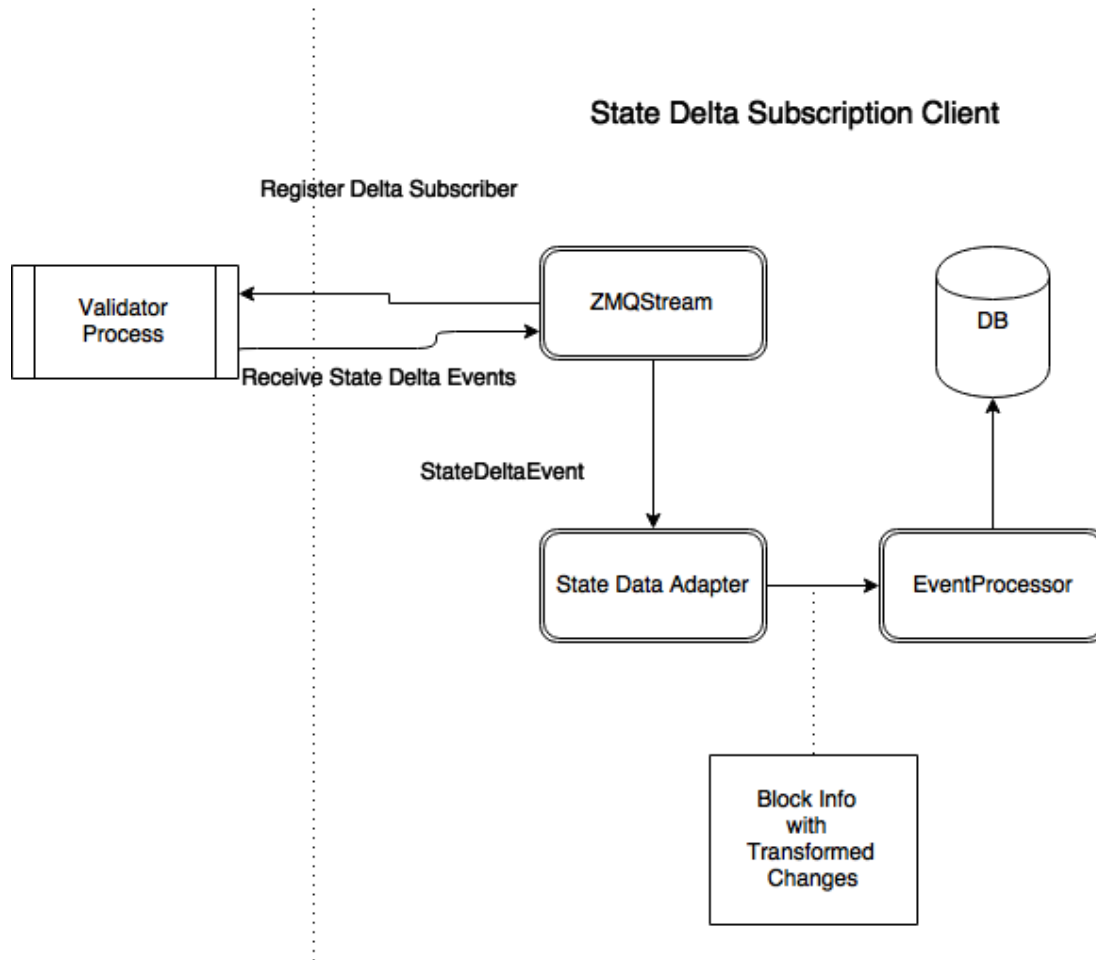 State Delta Subscription Client
Register Delta Subscriber
Validator
Process
ZMQStream
DB
Receive State Delta Events
StateDeltaEvent
State Data Adapter
EventProcessor
Block Info
with
Transformed
Changes